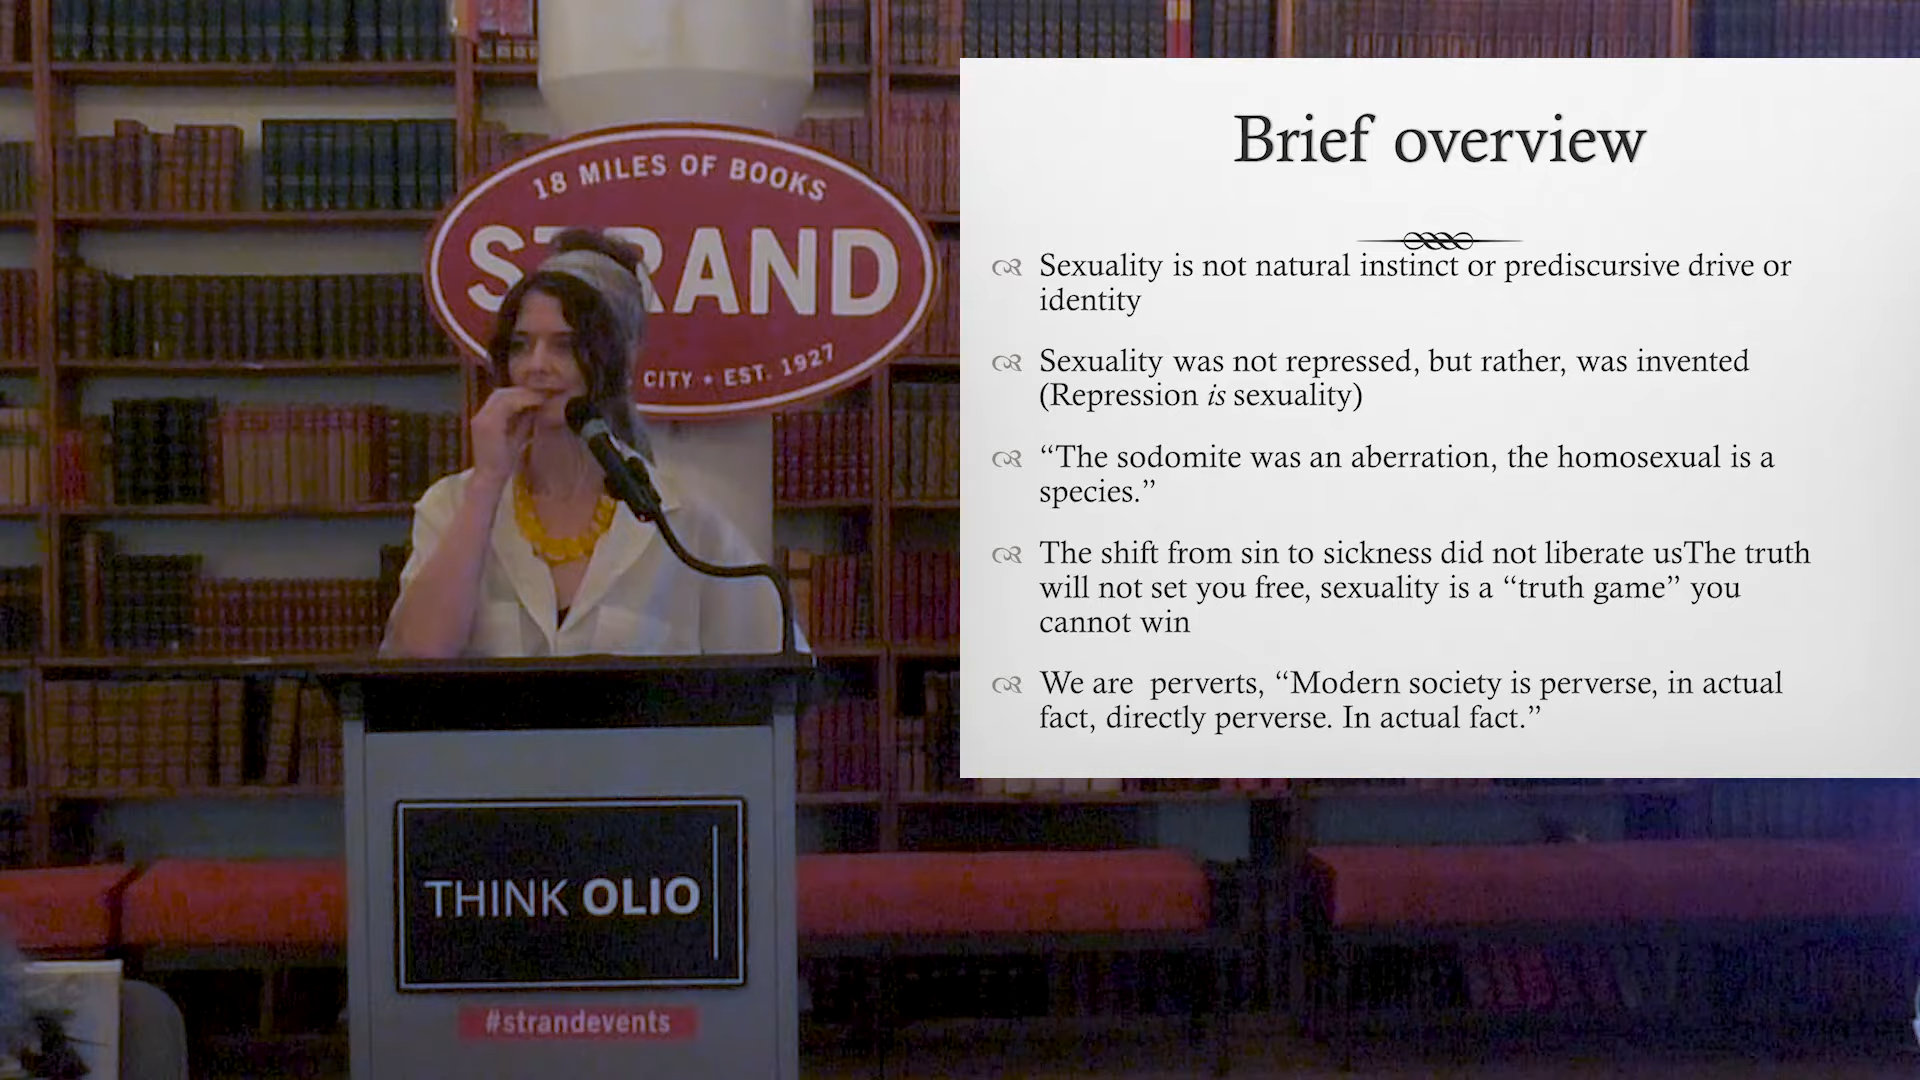 18 MILES OF BOOKS
STRAND
CITY • EST. 1927
THINK OLIO
#strandevents
Brief overview
Sexuality is not natural instinct or prediscursive drive or
identity
Sexuality was not repressed, but rather, was invented
(Repression is sexuality)
“The sodomite was an aberration, the homosexual is a
species.”
The shift from sin to sickness did not liberate usThe truth
will not set you free, sexuality is a “truth game” you
cannot win
We are  perverts, “Modern society is perverse, in actual
fact, directly perverse. In actual fact.”